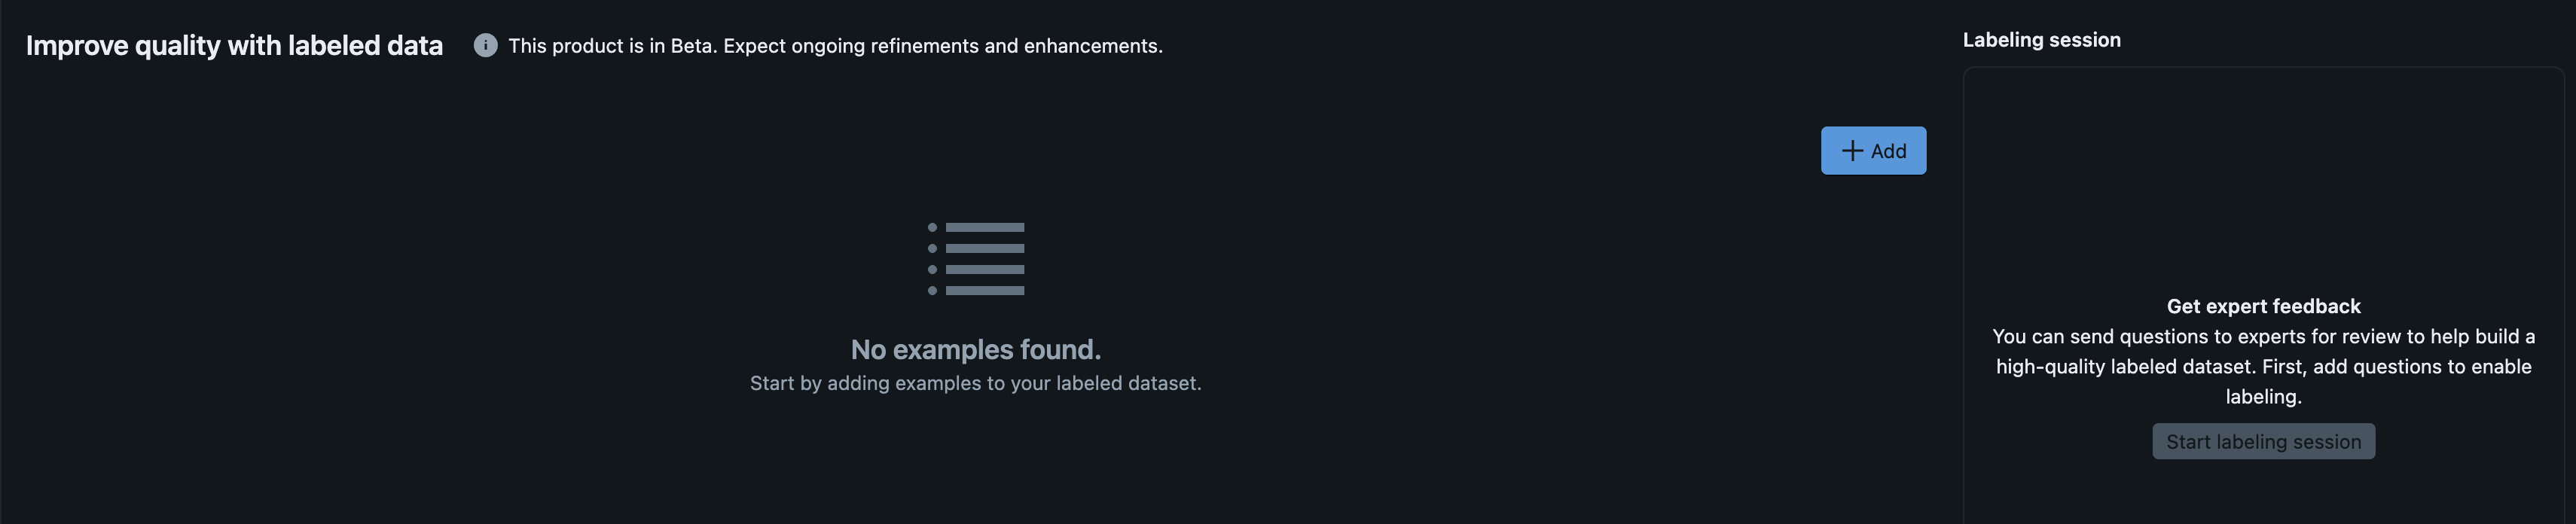 Improve quality with labeled data
This product is in Beta. Expect ongoing refinements and enhancements.
Add
No examples found.
Start by adding examples to your labeled dataset.
Labeling session
Get expert feedback
You can send questions to experts for review to help build a
high-quality labeled dataset. First, add questions to enable
labeling.
Start labeling session